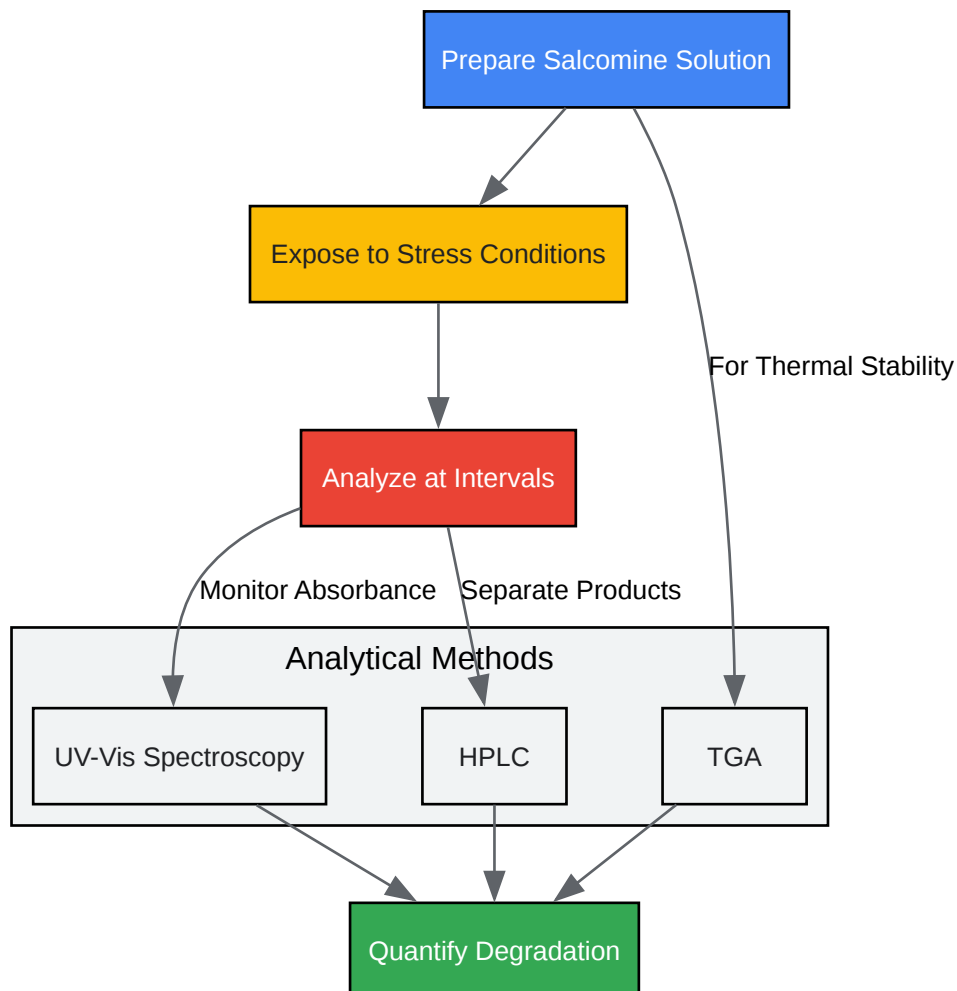 Prepare Salcomine Solution
Expose to Stress Conditions
For Thermal Stability
Analyze at Intervals
Monitor Absorbance
Separate Products
Analytical Methods
UV-Vis Spectroscopy
HPLC
TGA
Quantify Degradation